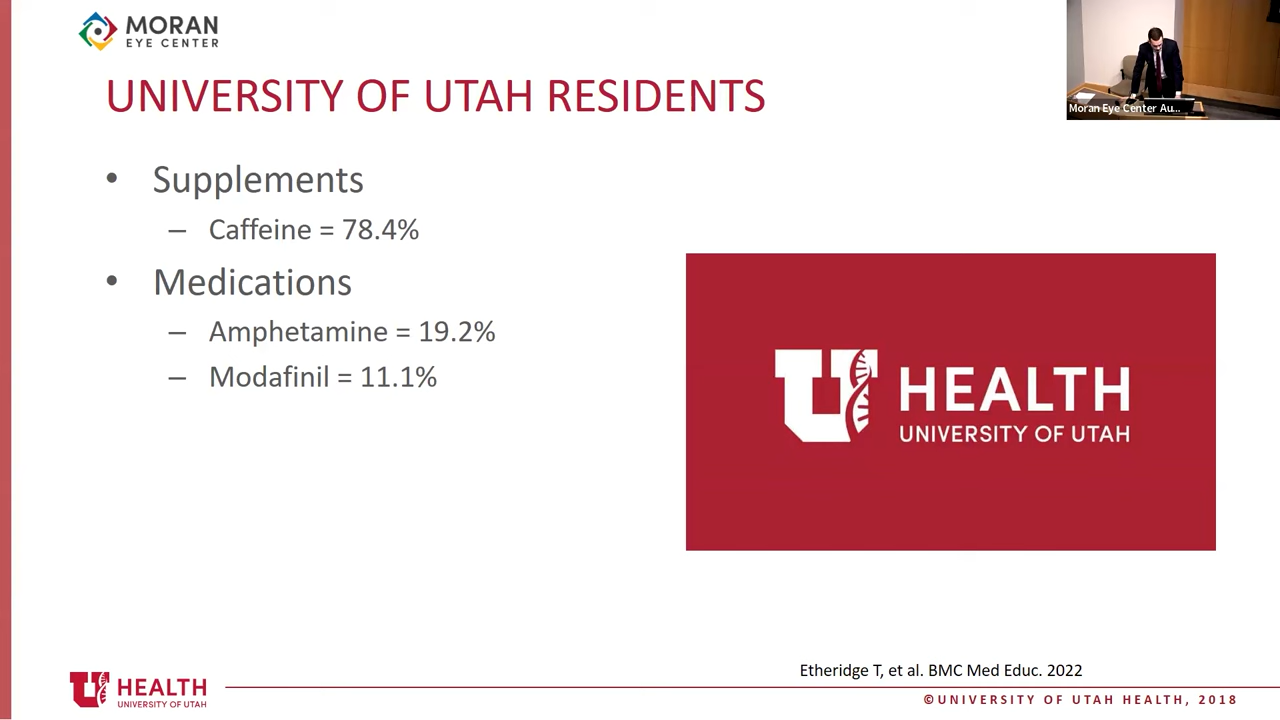 MORAN
EYE CENTER
Moran Eye Center Au...
UNIVERSITY OF UTAH RESIDENTS
• Supplements
– Caffeine = 78.4%
• Medications
– Amphetamine = 19.2%
– Modafinil = 11.1%
U HEALTH
UNIVERSITY OF UTAH
Etheridge T, et al. BMC Med Educ. 2022
U HEALTH
UNIVERSITY OF UTAH
©UNIVERSITY OF UTAH HEALTH, 2018